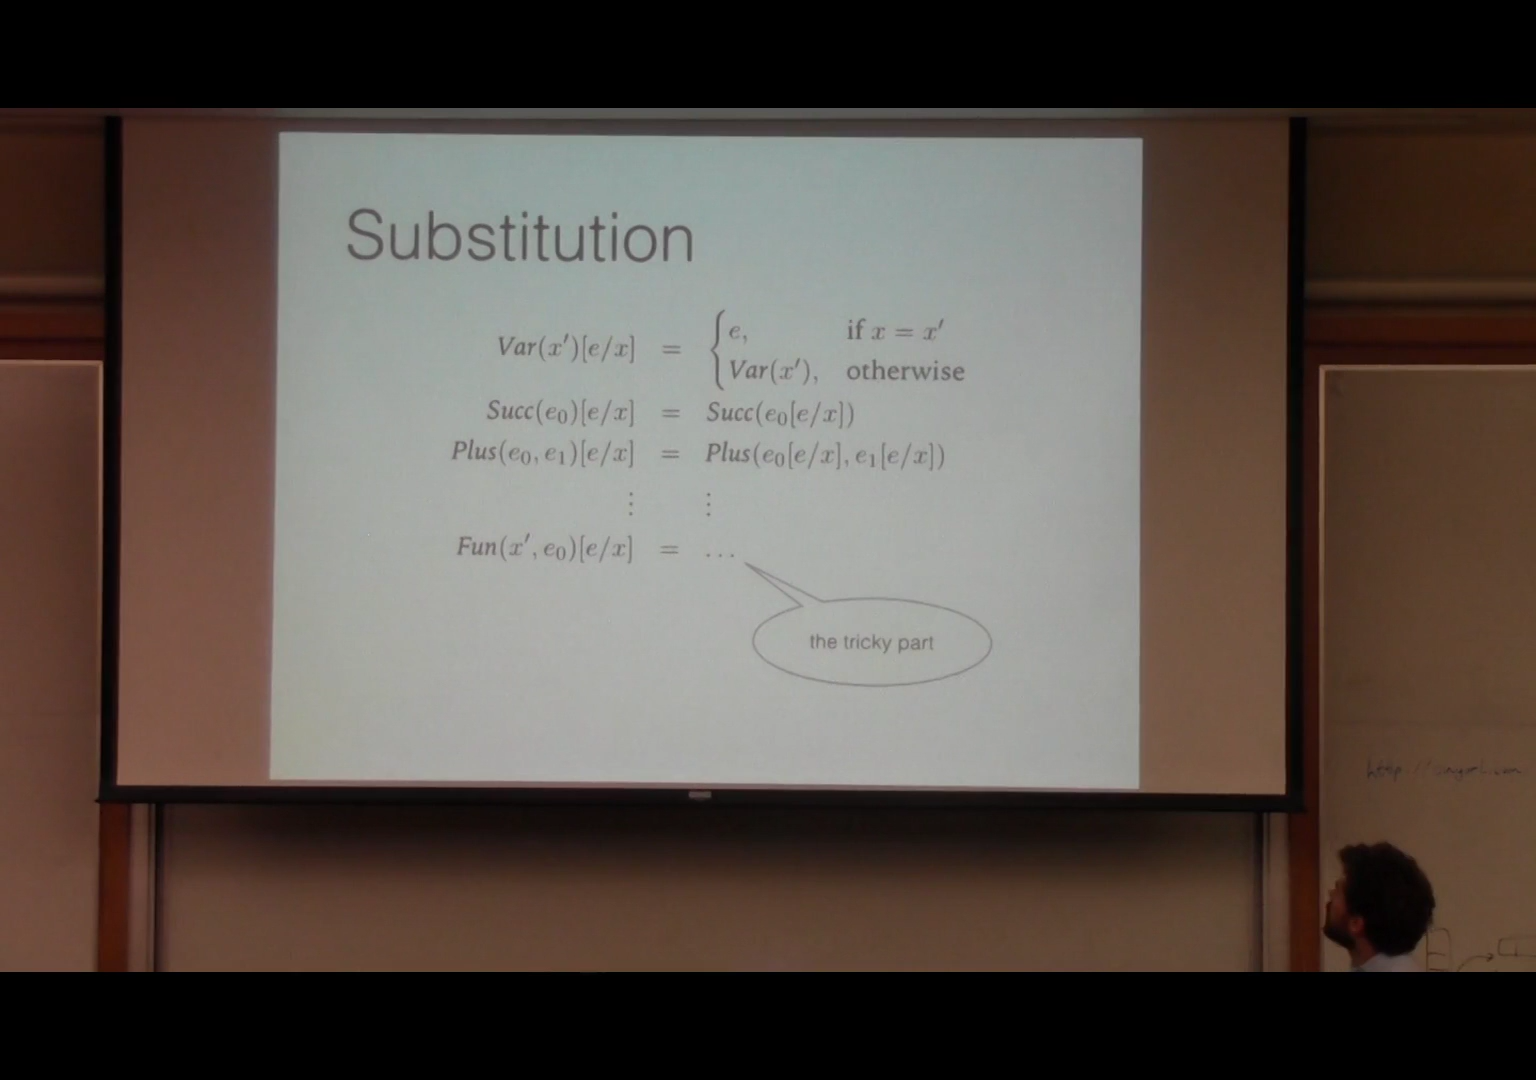 Substitution
Var(x′)[e/x] = { e, if x = x′
Var(x′), otherwise
Succ(e₀)[e/x] = Succ(e₀[e/x])
Plus(e₀, e₁)[e/x] = Plus(e₀[e/x], e₁[e/x])
⋮ ⋮
Fun(x′, e₀)[e/x] = …
the tricky part